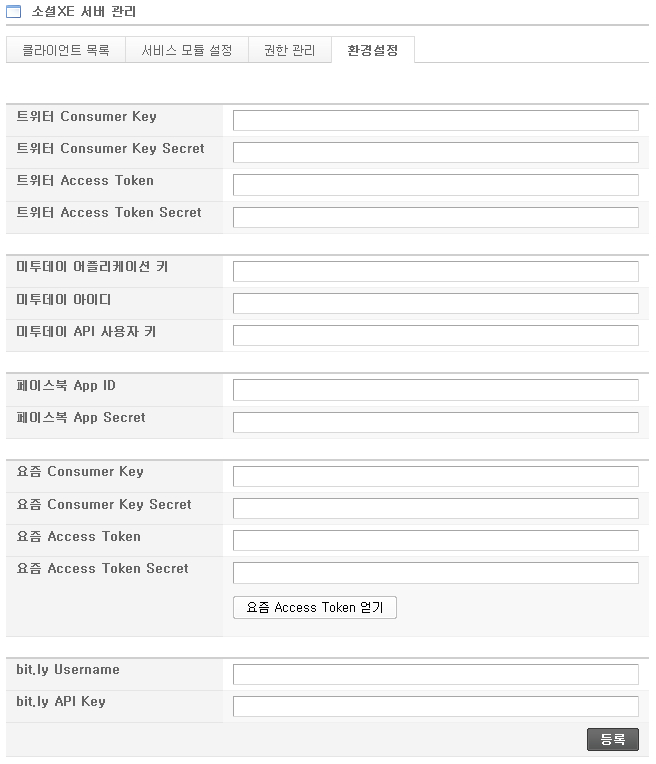 소셜XE 서버 관리
클라이언트 목록 서비스 모듈 설정 권한 관리 환경설정
트위터 Consumer Key
트위터 Consumer Key Secret
트위터 Access Token
트위터 Access Token Secret
미투데이 어플리케이션 키
미투데이 아이디
미투데이 API 사용자 키
페이스북 App ID
페이스북 App Secret
요즘 Consumer Key
요즘 Consumer Key Secret
요즘 Access Token
요즘 Access Token Secret
요즘 Access Token 얻기
bit.ly Username
bit.ly API Key
등록